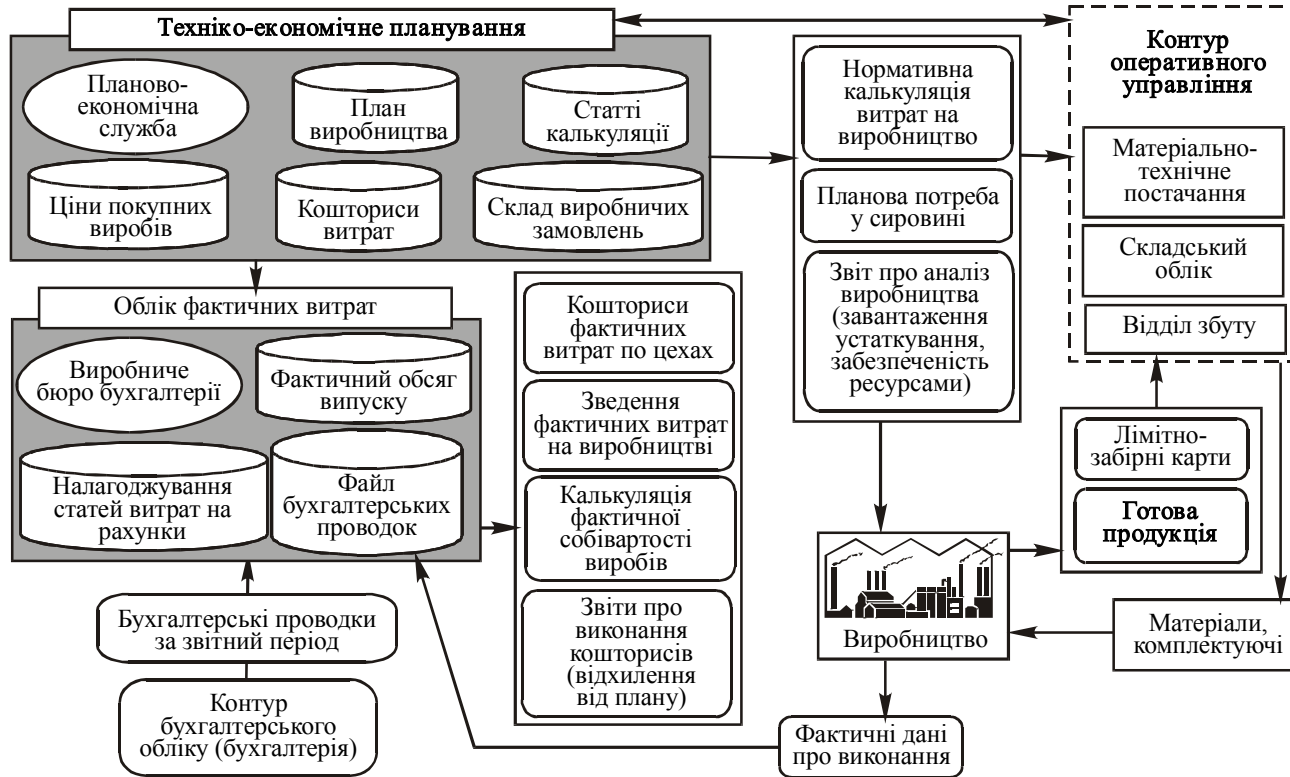 Техніко-економічне планування
Планово-
економічна
служба
План
виробництва
Статті
калькуляції
Ціни покупних
виробів
Кошториси
витрат
Склад виробничих
замовлень
Облік фактичних витрат
Виробниче
бюро бухгалтерії
Фактичний обсяг
випуску
Налагоджування
статей витрат на
рахунки
Файл
бухгалтерських
проводок
Бухгалтерські проводки
за звітний період
Контур
бухгалтерського
обліку (бухгалтерія)
Кошториси
фактичних
витрат по цехах
Зведення
фактичних витрат
на виробництві
Калькуляція
фактичної
собівартості
виробів
Звіти про
виконання
кошторисів
(відхилення
від плану)
Нормативна
калькуляція
витрат на
виробництво
Планова потреба
у сировині
Звіт про аналіз
виробництва
(завантаження
устаткування,
забезпеченість
ресурсами)
Виробництво
Фактичні дані
про виконання
Контур
оперативного
управління
Матеріально-
технічне
постачання
Складський
облік
Відділ збуту
Лімітно-
забірні карти
Готова
продукція
Матеріали,
комплектуючі